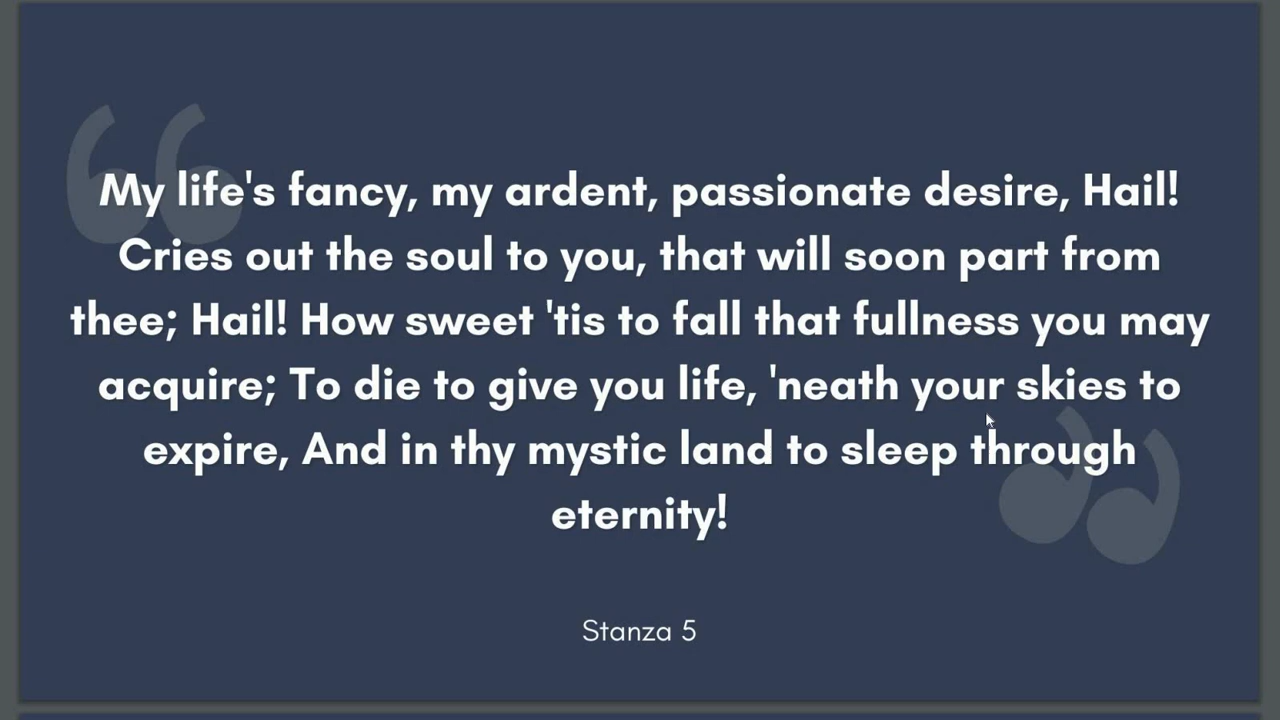 My life's fancy, my ardent, passionate desire, Hail!
Cries out the soul to you, that will soon part from
thee; Hail! How sweet 'tis to fall that fullness you may
acquire; To die to give you life, 'neath your skies to
expire, And in thy mystic land to sleep through
eternity!
Stanza 5